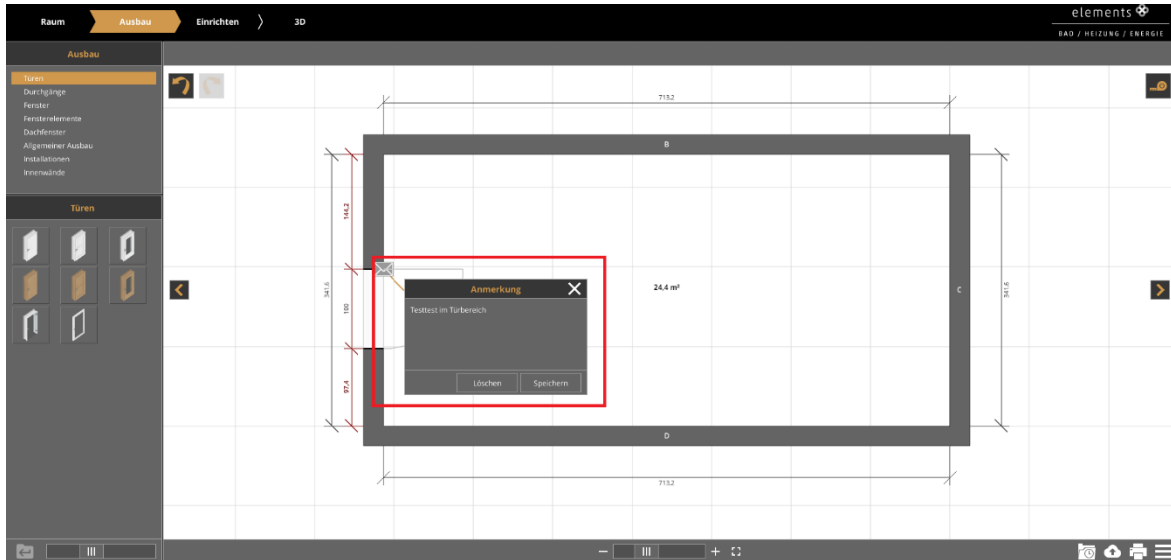 Raum
Ausbau
Einrichten
3D
elements
BAD / HEIZUNG / ENERGIE
Ausbau
Türen
Durchgänge
Fenster
Fensterelemente
Dachfenster
Allgemeiner Ausbau
Installationen
Innenwände
Türen
713,2
B
144,2
341,6
100
97,4
Anmerkung
Testtest im Türbereich
Löschen
Speichern
24,4 m²
C
341,6
D
713,2